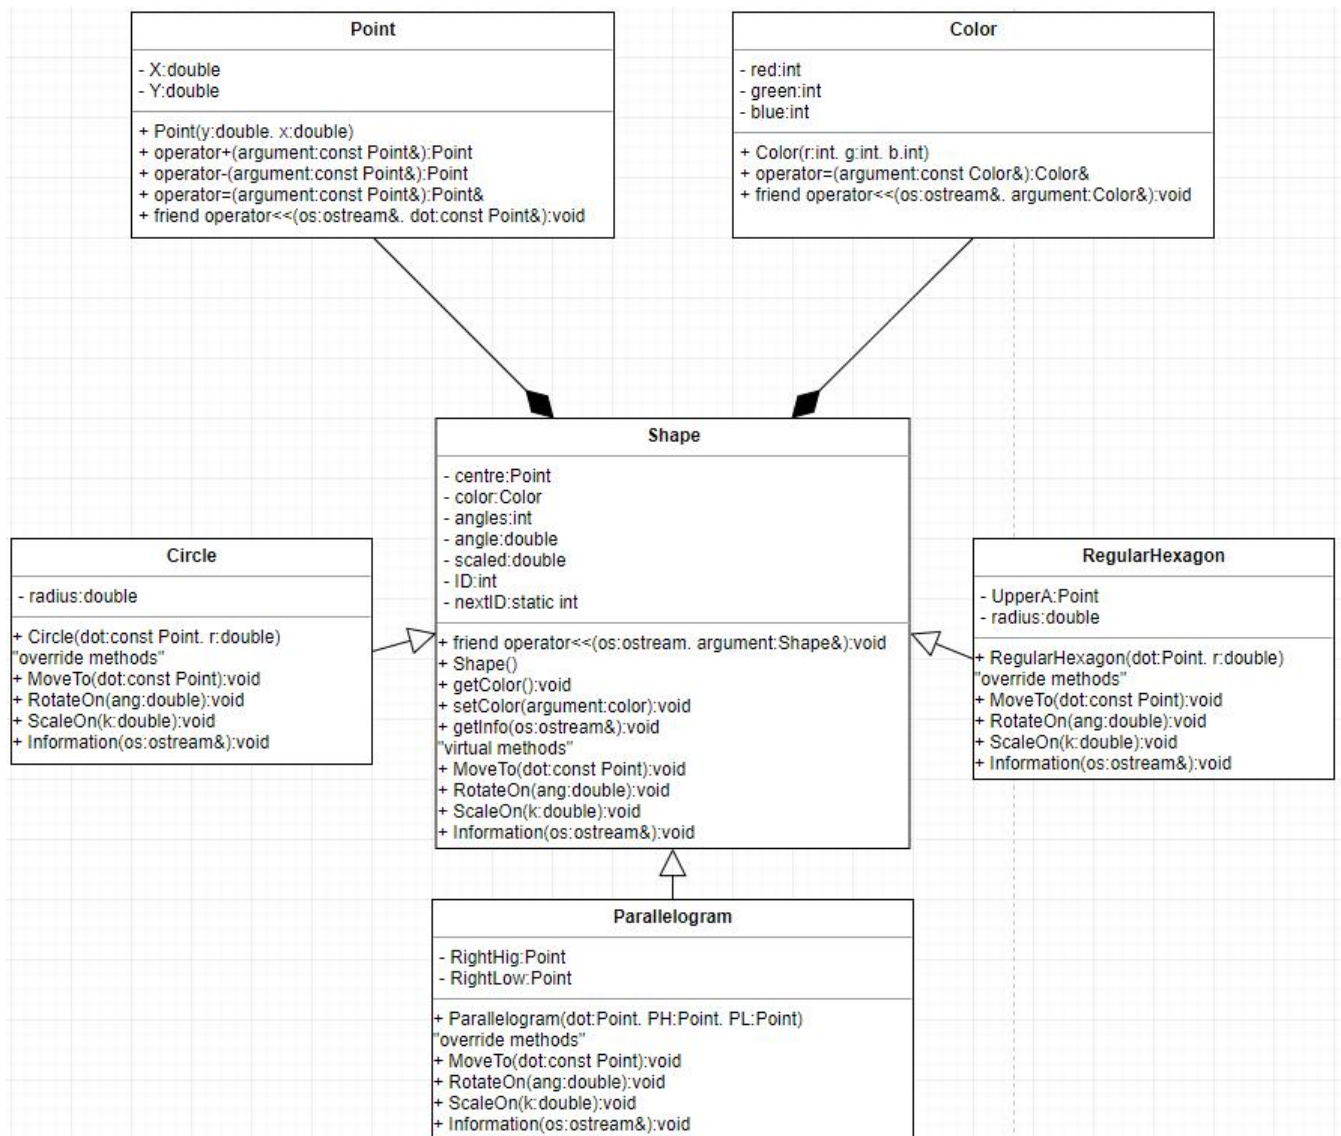 Point
- X:double
- Y:double
+ Point(y:double. x:double)
+ operator+(argument:const Point&):Point
+ operator-(argument:const Point&):Point
+ operator=(argument:const Point&):Point&
+ friend operator<<(os:ostream&. dot:const Point&):void
Color
- red:int
- green:int
- blue:int
+ Color(r:int. g:int. b.int)
+ operator=(argument:const Color&):Color&
+ friend operator<<(os:ostream&. argument:Color&):void
Shape
- centre:Point
- color:Color
- angles:int
- angle:double
- scaled:double
- ID:int
- nextID:static int
+ friend operator<<(os:ostream. argument:Shape&):void
+ Shape()
+ getColor():void
+ setColor(argument:color):void
+ getInfo(os:ostream&):void
"virtual methods"
+ MoveTo(dot:const Point):void
+ RotateOn(ang:double):void
+ ScaleOn(k:double):void
+ Information(os:ostream&):void
Circle
- radius:double
+ Circle(dot:const Point. r:double)
"override methods"
+ MoveTo(dot:const Point):void
+ RotateOn(ang:double):void
+ ScaleOn(k:double):void
+ Information(os:ostream&):void
RegularHexagon
- UpperA:Point
- radius:double
+ RegularHexagon(dot:Point. r:double)
"override methods"
+ MoveTo(dot:const Point):void
+ RotateOn(ang:double):void
+ ScaleOn(k:double):void
+ Information(os:ostream&):void
Parallelogram
- RightHig:Point
- RightLow:Point
+ Parallelogram(dot:Point. PH:Point. PL:Point)
"override methods"
+ MoveTo(dot:const Point):void
+ RotateOn(ang:double):void
+ ScaleOn(k:double):void
+ Information(os:ostream&):void